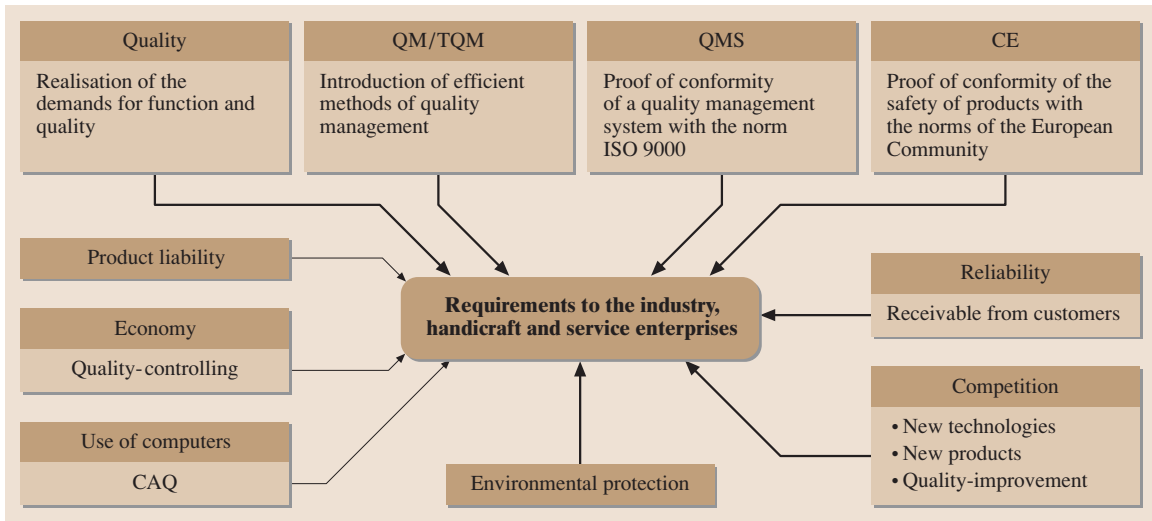 Quality
Realisation of the
demands for function and
quality
QM/TQM
Introduction of efficient
methods of quality
management
QMS
Proof of conformity
of a quality management
system with the norm
ISO 9000
CE
Proof of conformity of the
safety of products with
the norms of the European
Community
Product liability
Economy
Quality-controlling
Use of computers
CAQ
Requirements to the industry,
handicraft and service enterprises
Environmental protection
Reliability
Receivable from customers
Competition
• New technologies
• New products
• Quality-improvement